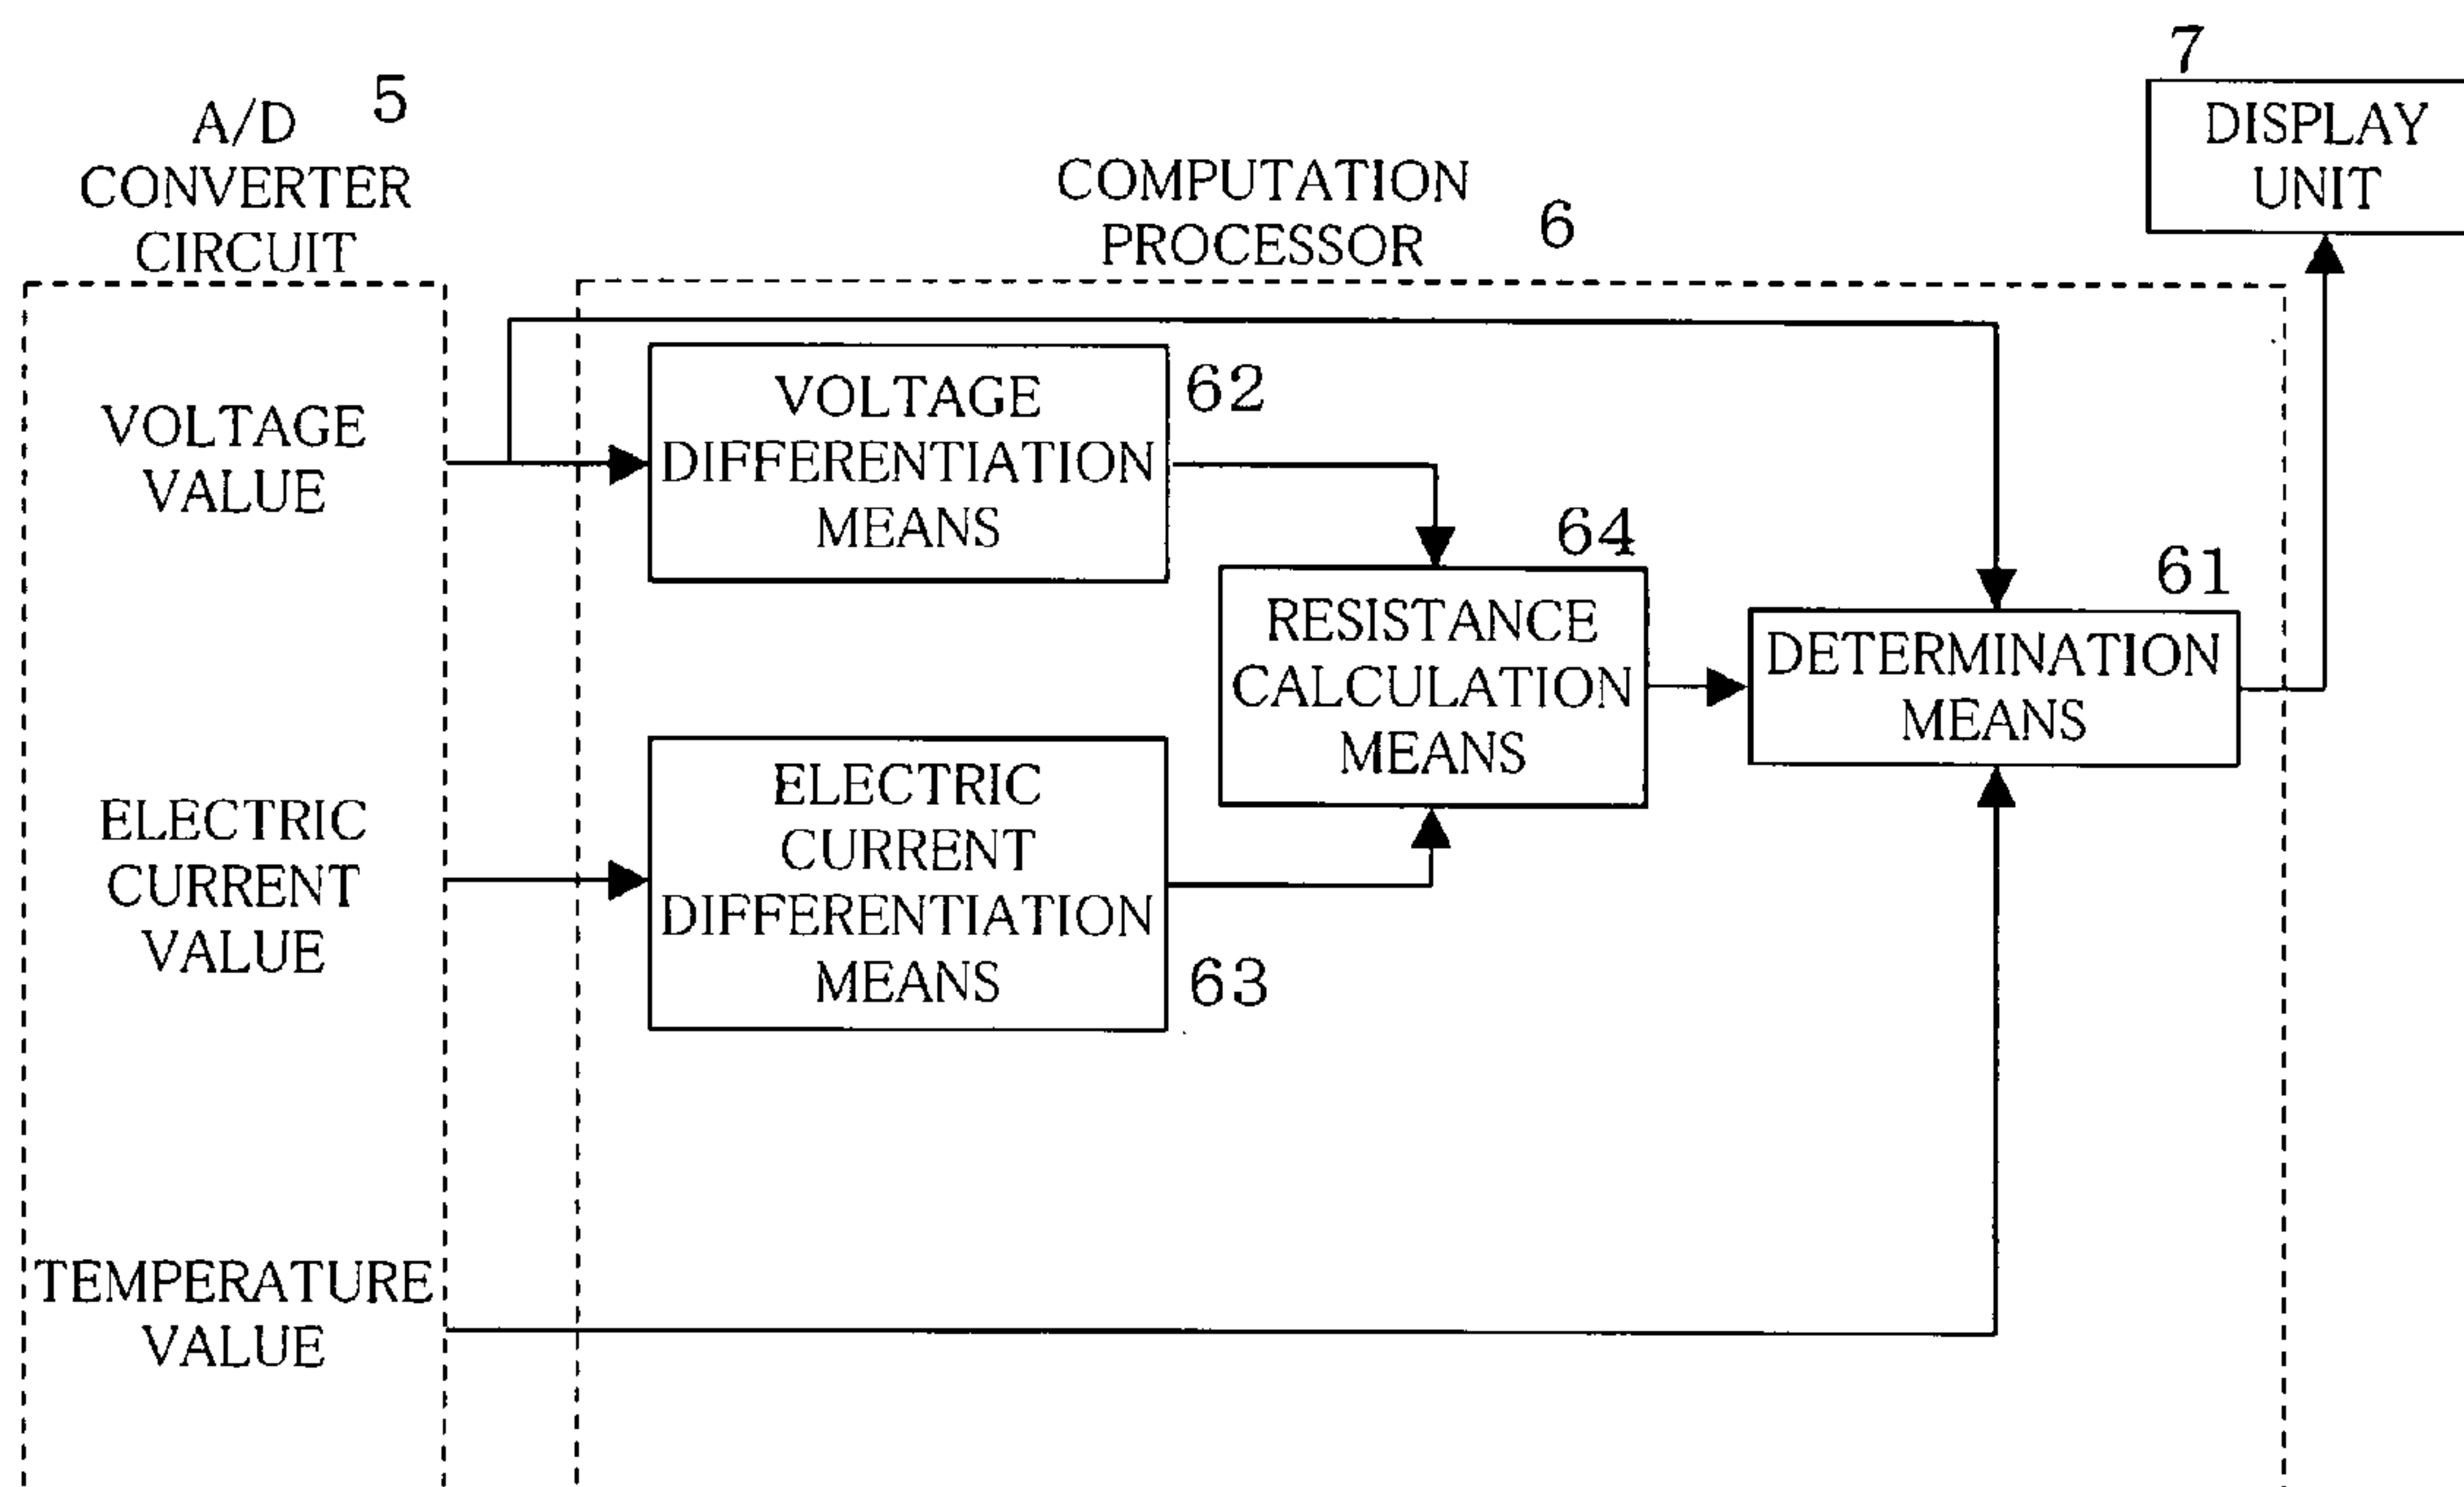 7
DISPLAY
UNIT
5
A/D
CONVERTER
CIRCUIT
COMPUTATION
PROCESSOR
6
VOLTAGE
VALUE
VOLTAGE
DIFFERENTIATION
MEANS
62
64
RESISTANCE
CALCULATION
MEANS
61
DETERMINATION
MEANS
ELECTRIC
CURRENT
VALUE
ELECTRIC
CURRENT
DIFFERENTIATION
MEANS
63
TEMPERATURE
VALUE